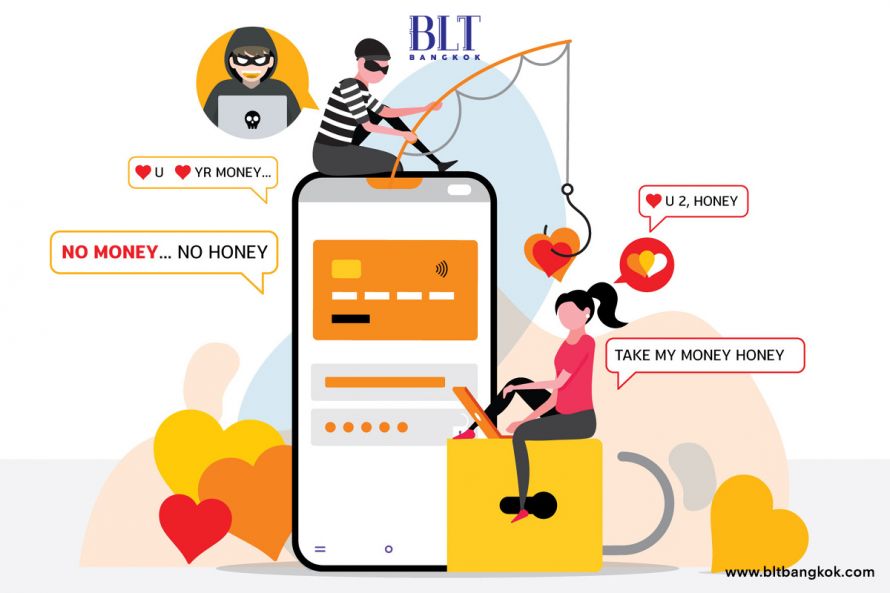 BLT
BANGKOK
❤ U ❤ YR MONEY...
❤ U 2, HONEY
NO MONEY... NO HONEY
TAKE MY MONEY HONEY
www.bltbangkok.com